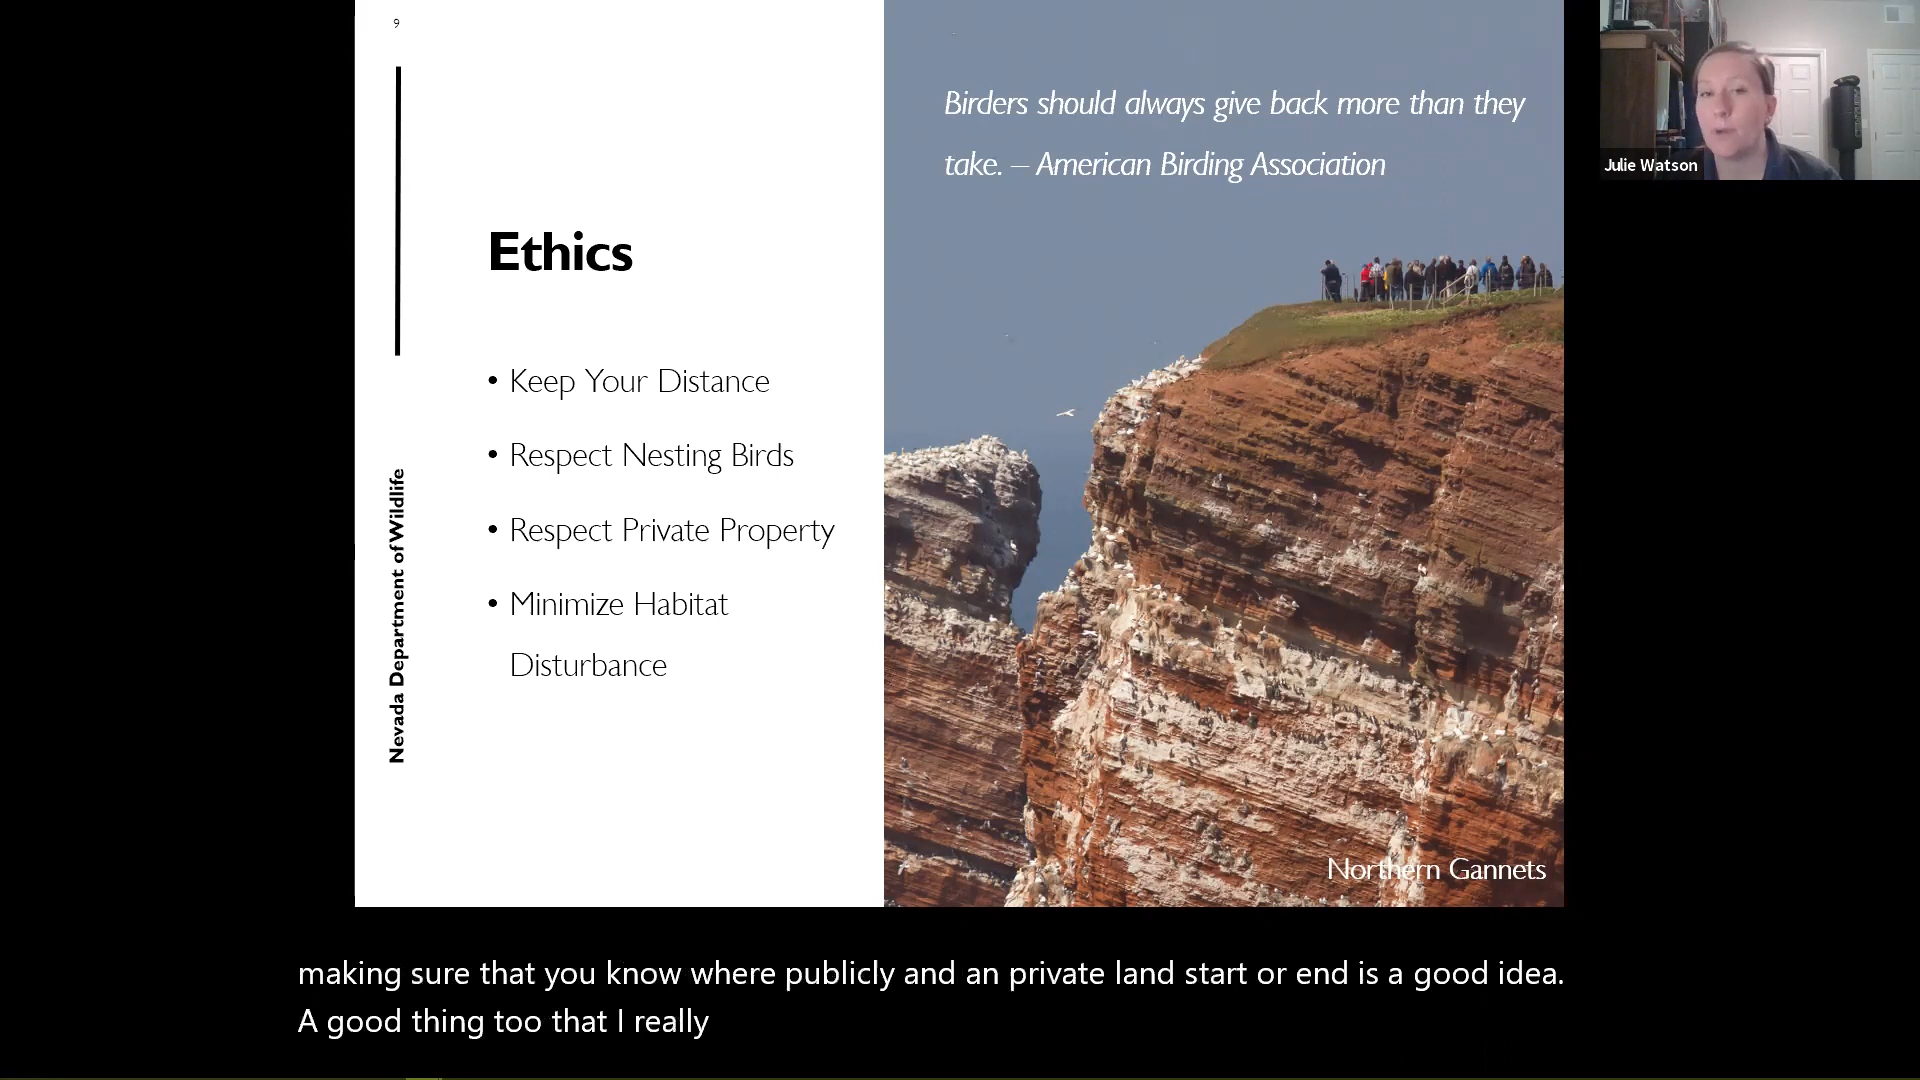 9
Birders should always give back more than they
take. – American Birding Association
Julie Watson
Ethics
• Keep Your Distance
• Respect Nesting Birds
• Respect Private Property
• Minimize Habitat
Disturbance
Nevada Department of Wildlife
Northern Gannets
making sure that you know where publicly and an private land start or end is a good idea.
A good thing too that I really